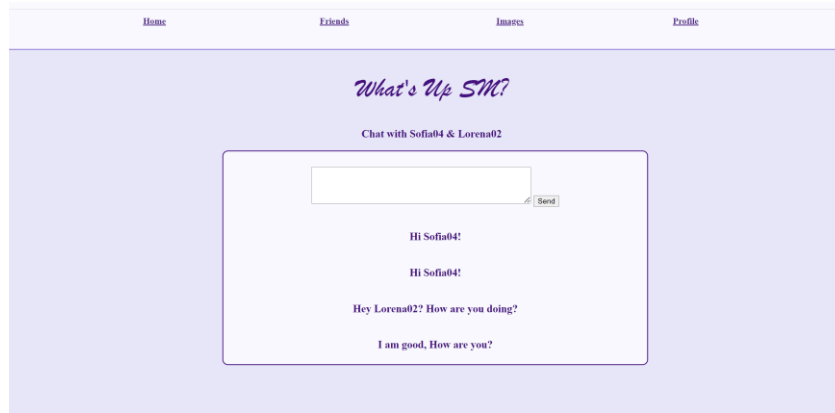 Home Friends Images Profile
What's Up SM?
Chat with Sofia04 & Lorena02
Send
Hi Sofia04!
Hi Sofia04!
Hey Lorena02? How are you doing?
I am good, How are you?